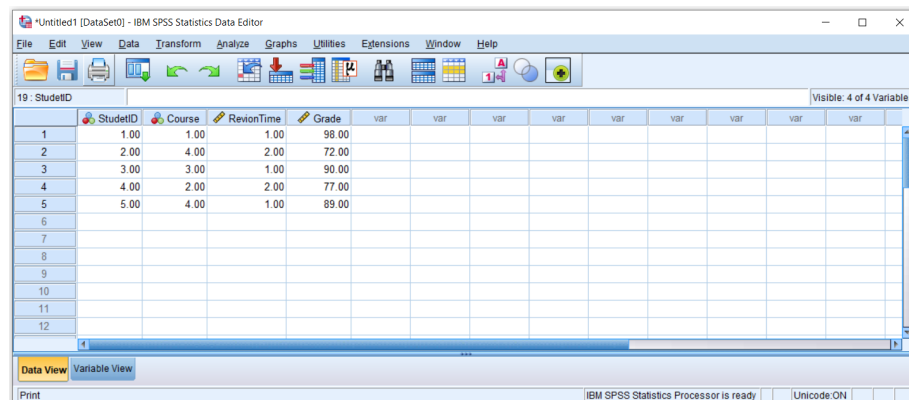 *Untitled1 [DataSet0] - IBM SPSS Statistics Data Editor
File Edit View Data Transform Analyze Graphs Utilities Extensions Window Help
19 : StudetID
Visible: 4 of 4 Variable
StudetID Course RevionTime Grade var var var var var var var var var
1 1.00 1.00 1.00 98.00
2 2.00 4.00 2.00 72.00
3 3.00 3.00 1.00 90.00
4 4.00 2.00 2.00 77.00
5 5.00 4.00 1.00 89.00
6
7
8
9
10
11
12
Data View Variable View
Print IBM SPSS Statistics Processor is ready Unicode:ON